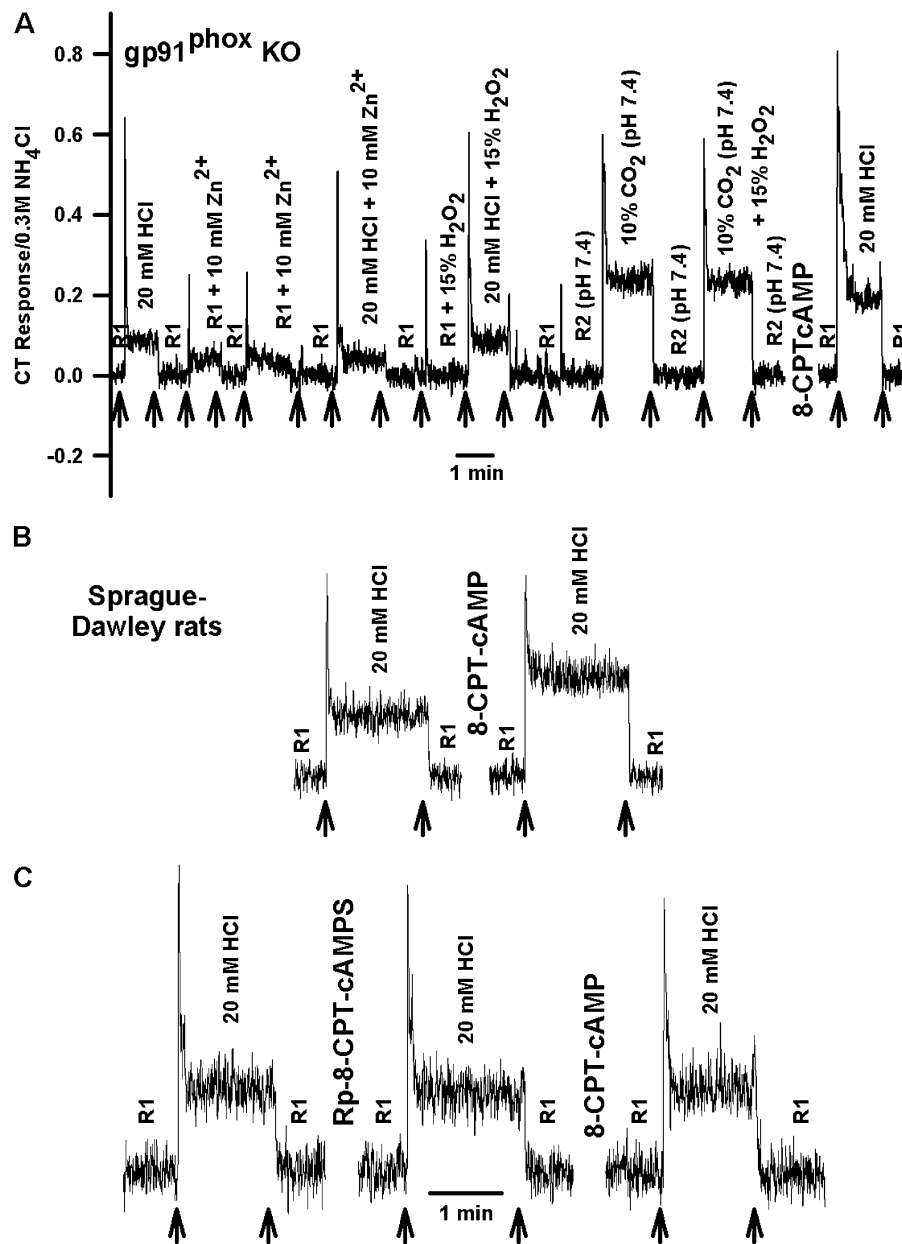 A
gp91phox KO
CT Response/0.3M NH4Cl
0.8
0.6
0.4
0.2
0.0
-0.2
R1
20 mM HCl
R1
R1 + 10 mM Zn2+
R1
R1 + 10 mM Zn2+
R1
20 mM HCl + 10 mM Zn2+
R1
R1 + 15% H2O2
20 mM HCl + 15% H2O2
R1
R2 (pH 7.4)
10% CO2 (pH 7.4)
R2 (pH 7.4)
10% CO2 (pH 7.4)
+ 15% H2O2
R2 (pH 7.4)
8-CPTcAMP
R1
20 mM HCl
R1
1 min
B
Sprague-
Dawley rats
R1
20 mM HCl
R1
8-CPT-cAMP
R1
20 mM HCl
R1
C
R1
20 mM HCl
R1
Rp-8-CPT-cAMPS
R1
20 mM HCl
R1
8-CPT-cAMP
R1
20 mM HCl
R1
1 min